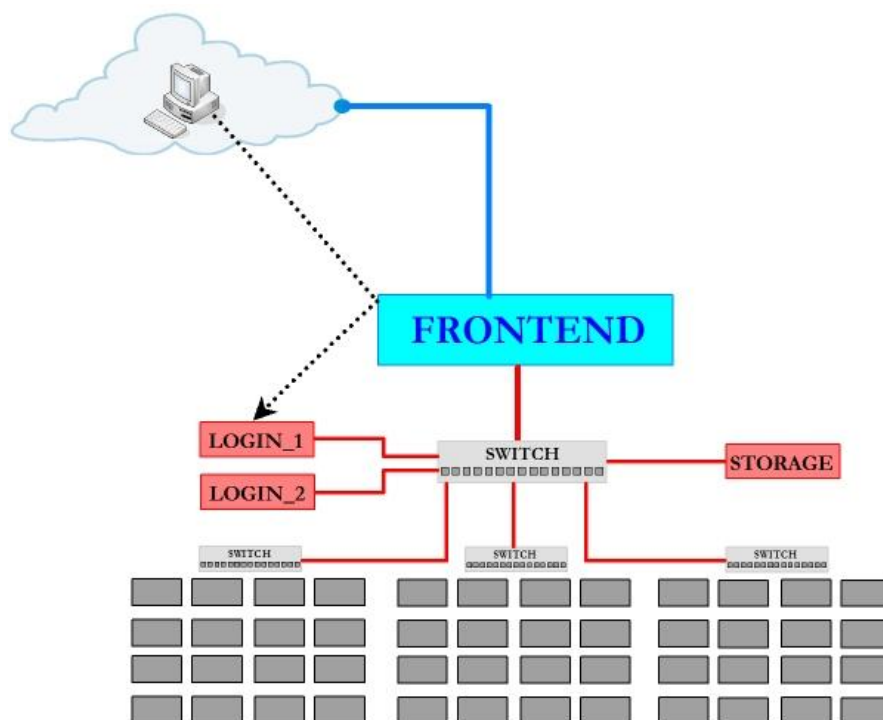 FRONTEND
LOGIN_1
SWITCH
STORAGE
LOGIN_2
SWITCH
SWITCH
SWITCH